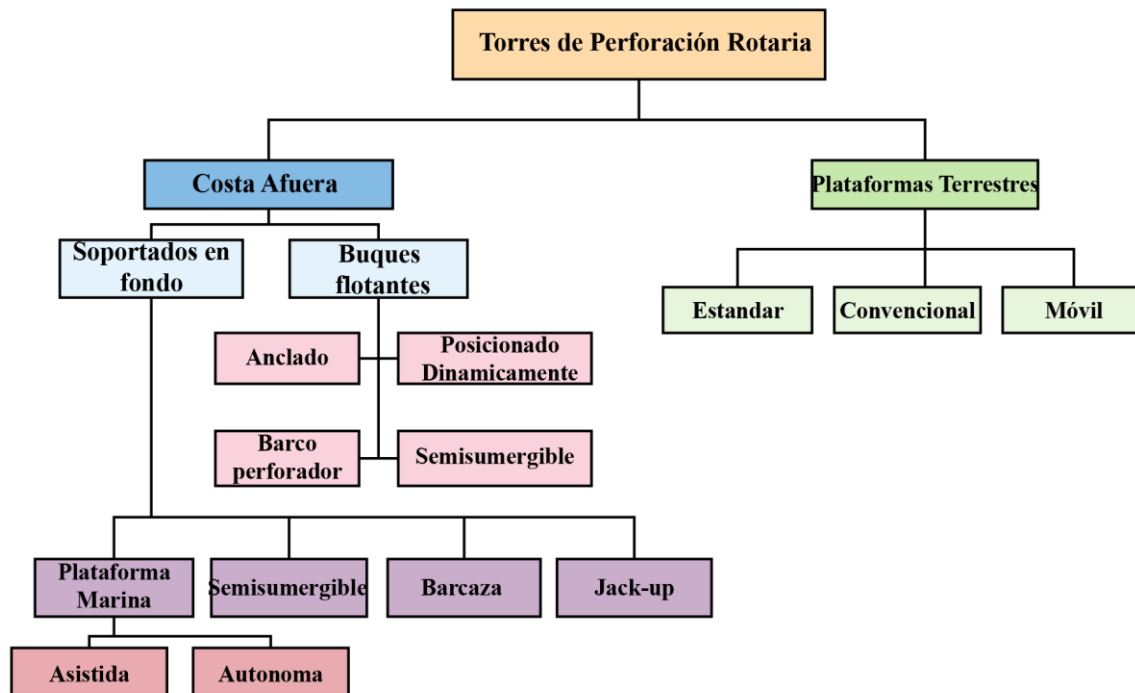 Torres de Perforación Rotaria
Costa Afuera
Plataformas Terrestres
Soportados en
fondo
Buques
flotantes
Estandar
Convencional
Móvil
Anclado
Posicionado
Dinamicamente
Barco
perforador
Semisumergible
Plataforma
Marina
Semisumergible
Barcaza
Jack-up
Asistida
Autonoma